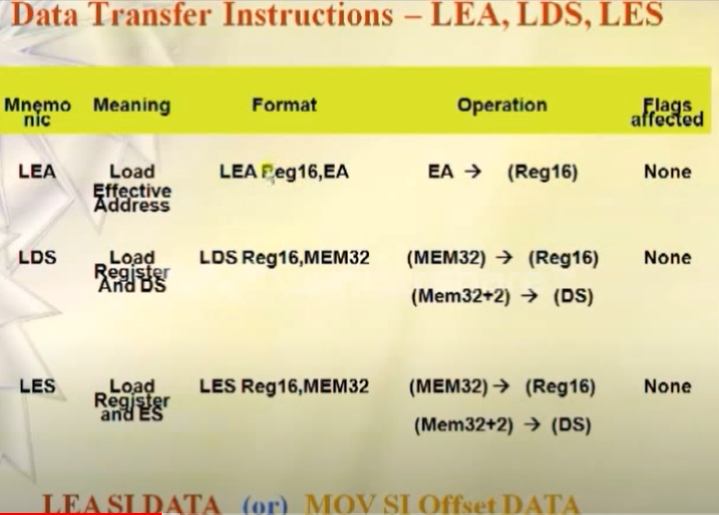 Data Transfer Instructions – LEA, LDS, LES
Mnemo Meaning Format Operation Flags
nic affected
LEA Load LEA Reg16,EA EA → (Reg16) None
Effective
Address
LDS Load LDS Reg16,MEM32 (MEM32) → (Reg16) None
Register
And DS (Mem32+2) → (DS)
LES Load LES Reg16,MEM32 (MEM32) → (Reg16) None
Register
and ES (Mem32+2) → (DS)
LEA SI DATA (or) MOV SI Offset DATA